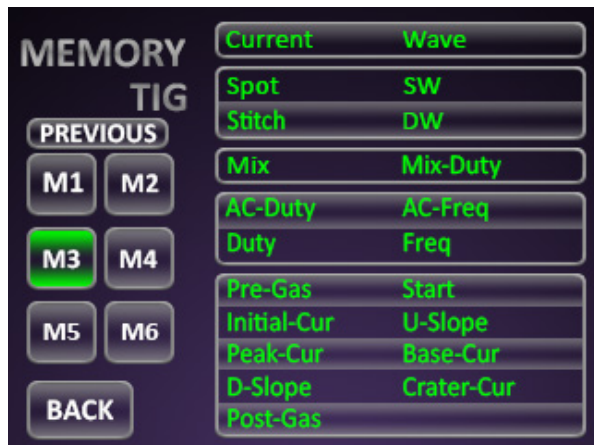 MEMORY
TIG
PREVIOUS
M1 M2
M3 M4
M5 M6
BACK
Current Wave
Spot SW
Stitch DW
Mix Mix-Duty
AC-Duty AC-Freq
Duty Freq
Pre-Gas Start
Initial-Cur U-Slope
Peak-Cur Base-Cur
D-Slope Crater-Cur
Post-Gas